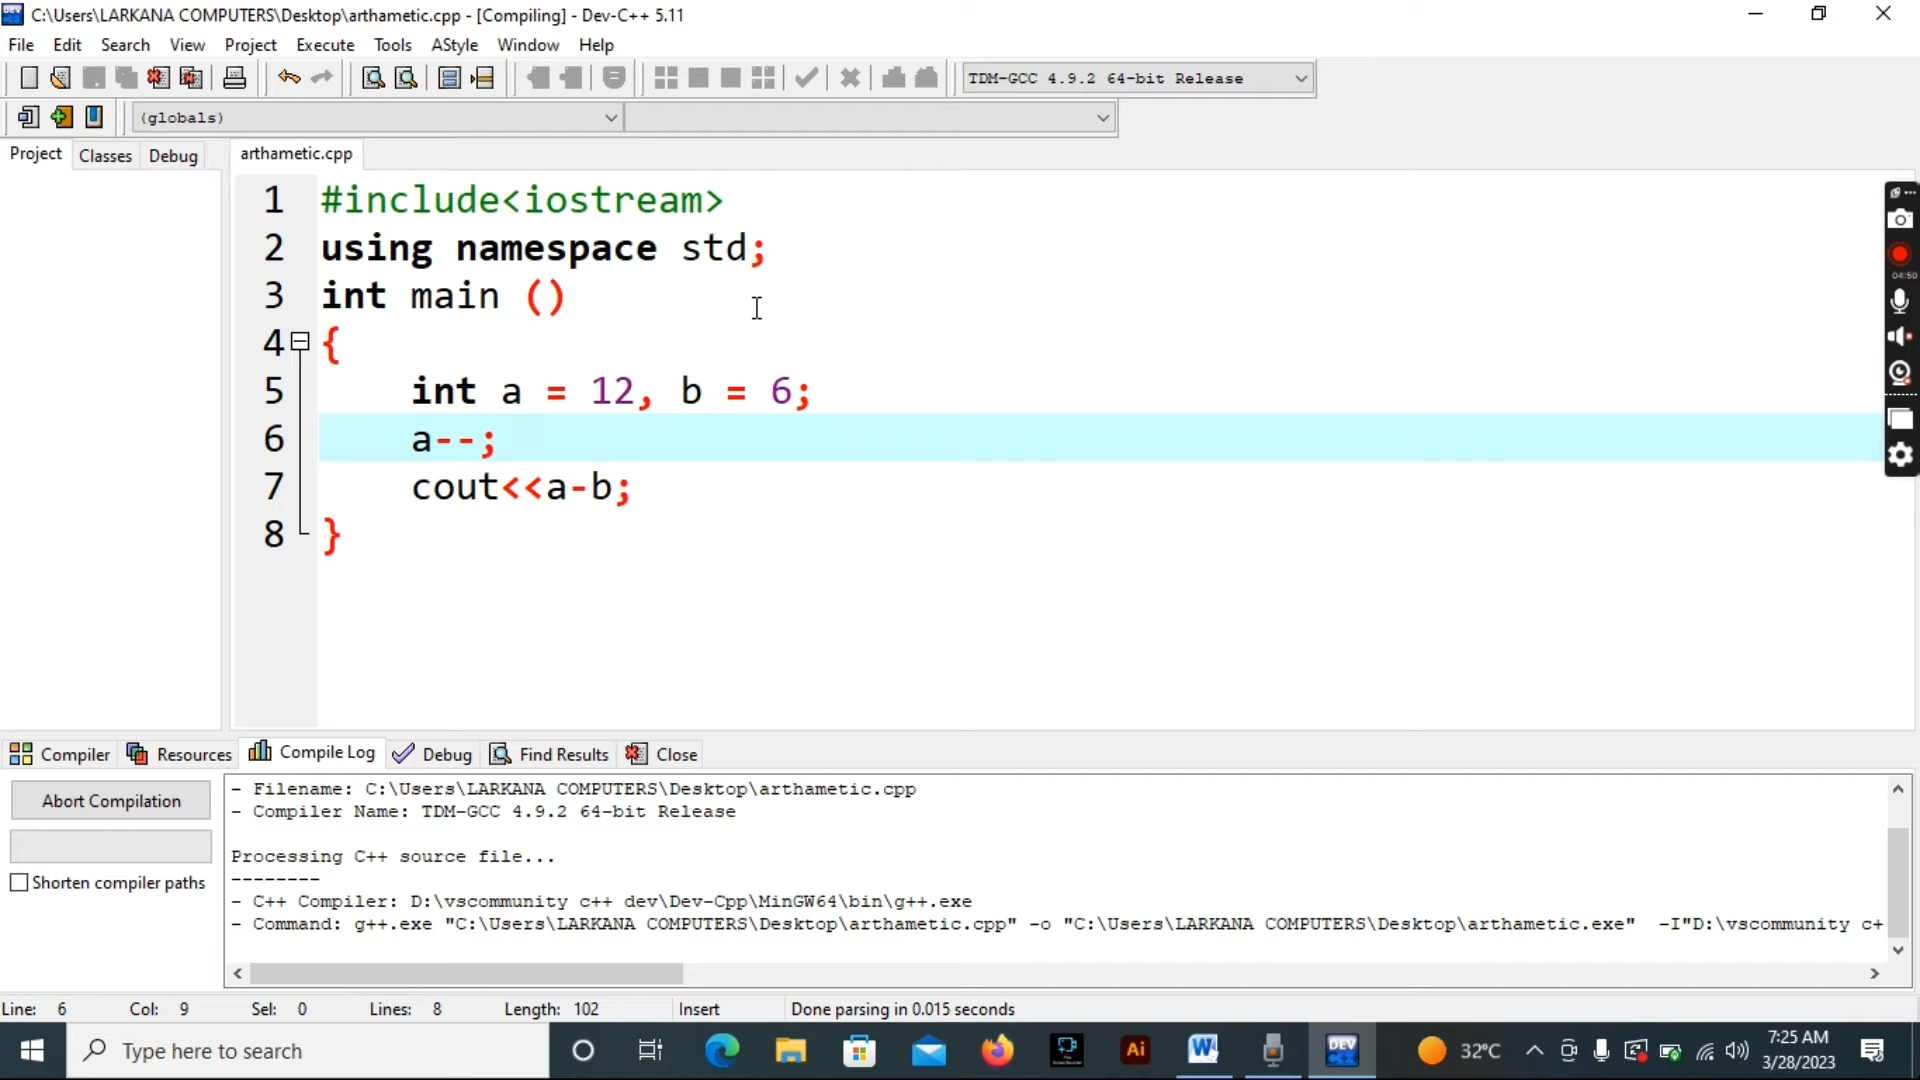 C:\Users\LARKANA COMPUTERS\Desktop\arthametic.cpp - [Compiling] - Dev-C++ 5.11
File Edit Search View Project Execute Tools AStyle Window Help
TDM-GCC 4.9.2 64-bit Release
(globals)
Project Classes Debug arthametic.cpp
1 #include<iostream>
2 using namespace std;
3 int main ()
4 {
5 int a = 12, b = 6;
6 a--;
7 cout<<a-b;
8 }
04:50
Compiler Resources Compile Log Debug Find Results Close
Abort Compilation
Shorten compiler paths
- Filename: C:\Users\LARKANA COMPUTERS\Desktop\arthametic.cpp
- Compiler Name: TDM-GCC 4.9.2 64-bit Release
Processing C++ source file...
--------
- C++ Compiler: D:\vscommunity c++ dev\Dev-Cpp\MinGW64\bin\g++.exe
- Command: g++.exe "C:\Users\LARKANA COMPUTERS\Desktop\arthametic.cpp" -o "C:\Users\LARKANA COMPUTERS\Desktop\arthametic.exe" -I"D:\vscommunity c+
Line: 6 Col: 9 Sel: 0 Lines: 8 Length: 102 Insert Done parsing in 0.015 seconds
Type here to search
Ai
W
DEV
32°C
7:25 AM
3/28/2023